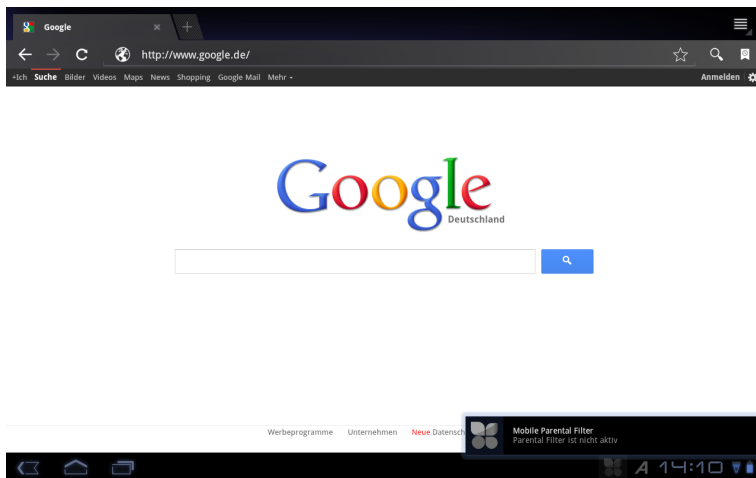 Google
http://www.google.de/
+Ich Suche Bilder Videos Maps News Shopping Google Mail Mehr
Anmelden
Google
Deutschland
Werbeprogramme Unternehmen Neue Datensch
Mobile Parental Filter
Parental Filter ist nicht aktiv
A 14:10